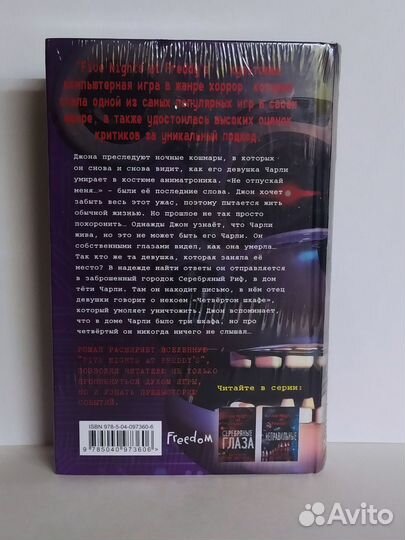 "Five Nights at Freddy's" –
компьютерная игра в жанре хоррор,
стала одной из самых популярных игр в своём
жанре, а также удостоилась высоких оценок
критиков за уникальный подход.
Джона преследуют ночные кошмары, в которых
он снова и снова видит, как его девушка Чарли
умирает в костюме аниматроника. «Не отпускай
меня…» – были её последние слова. Джон хочет
забыть весь этот ужас, поэтому пытается жить
обычной жизнью. Но прошлое не так просто
похоронить… Однажды Джон узнаёт, что Чарли
жива, но это не может быть его Чарли. Он
собственными глазами видел, как она умерла…
Так кто же та девушка, которая заняла её
место? В надежде найти ответы он отправляется
в заброшенный городок Серебряный Риф, в дом
тёти Чарли. Там он находит письмо, в нём отец
девушки говорит о некоем «Четвёртом шкафе»,
который умоляет уничтожить. Джон вспоминает,
что в доме Чарли было три шкафа, но про
четвёртый он никогда ничего не слышал…
РОМАН РАСШИРЯЕТ ВСЕЛЕННУЮ
"FIVE NIGHTS AT FREDDY'S",
ПОЗВОЛЯЯ ЧИТАТЕЛЮ НЕ ТОЛЬКО
ПРОНИКНУТЬСЯ ДУХОМ ИГРЫ,
НО И УЗНАТЬ ПРЕДЫСТОРИЮ
СОБЫТИЙ.
Читайте в серии:
СЕРЕБРЯНЫЕ
ГЛАЗА
НЕПРАВИЛЬНЫЕ
ISBN 978-5-04-097360-6
9 785040 973606 >
freedom
Avito